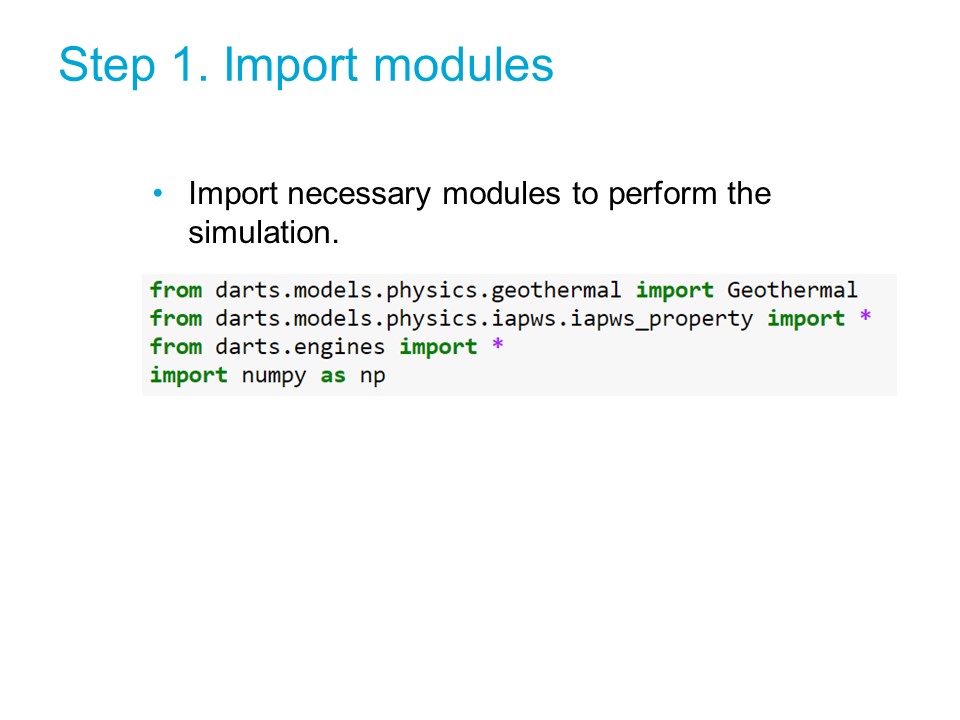 Step 1. Import modules
• Import necessary modules to perform the
simulation.
from darts.models.physics.geothermal import Geothermal
from darts.models.physics.iapws.iapws_property import *
from darts.engines import *
import numpy as np